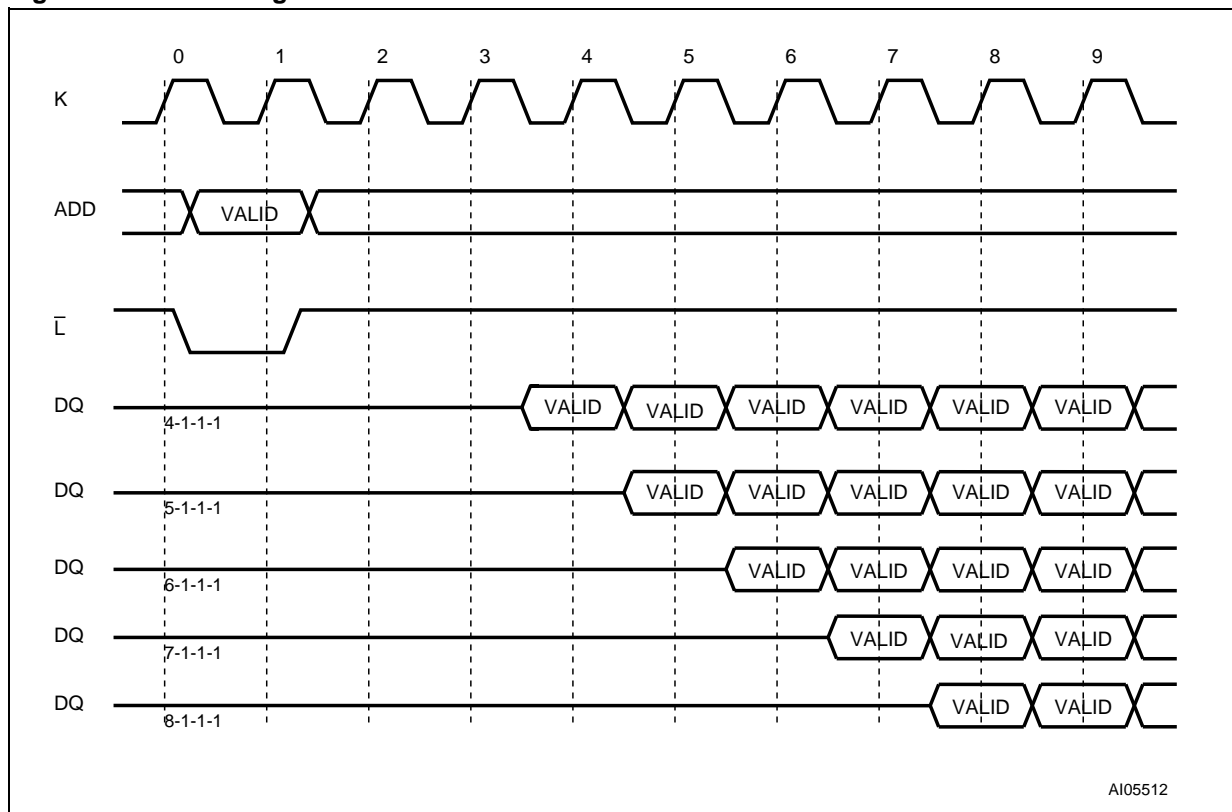 0 1 2 3 4 5 6 7 8 9
K
ADD VALID
L̅
DQ 4-1-1-1 VALID VALID VALID VALID VALID VALID
DQ 5-1-1-1 VALID VALID VALID VALID VALID
DQ 6-1-1-1 VALID VALID VALID VALID
DQ 7-1-1-1 VALID VALID VALID
DQ 8-1-1-1 VALID VALID
AI05512